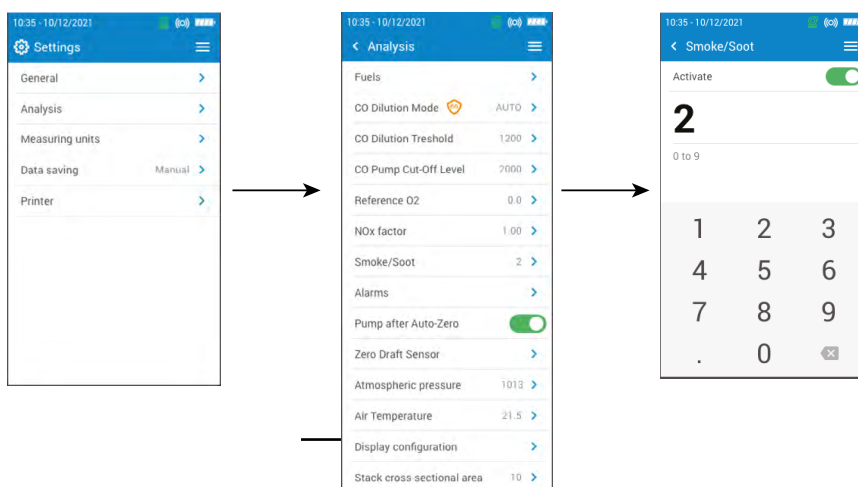 10:35 - 10/12/2021
Settings
General
Analysis
Measuring units
Data saving Manual
Printer
10:35 - 10/12/2021
Analysis
Fuels
CO Dilution Mode AUTO
CO Dilution Treshold 1200
CO Pump Cut-Off Level 2000
Reference O2 0.0
NOx factor 1.00
Smoke/Soot 2
Alarms
Pump after Auto-Zero
Zero Draft Sensor
Atmospheric pressure 1013
Air Temperature 21.5
Display configuration
Stack cross sectional area 10
10:35 - 10/12/2021
Smoke/Soot
Activate
2
0 to 9
1 2 3
4 5 6
7 8 9
. 0